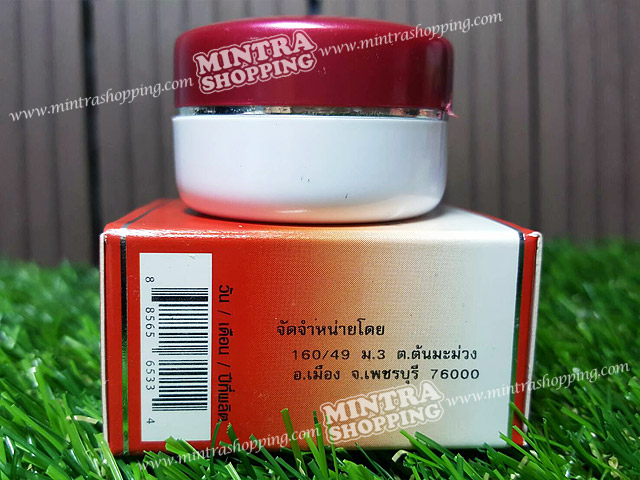 www.mintrashopping.com
MINTRA
SHOPPING
www.mintrashopping.com
8 8565 6533 4
วัน / เดือน / ปีที่ผลิต
จัดจำหน่ายโดย
160/49 ม.3 ต.ต้นมะม่วง
อ.เมือง จ.เพชรบุรี 76000
www.mintrashopping.com
MINTRA
SHOPPING
www.mintrashopping.com